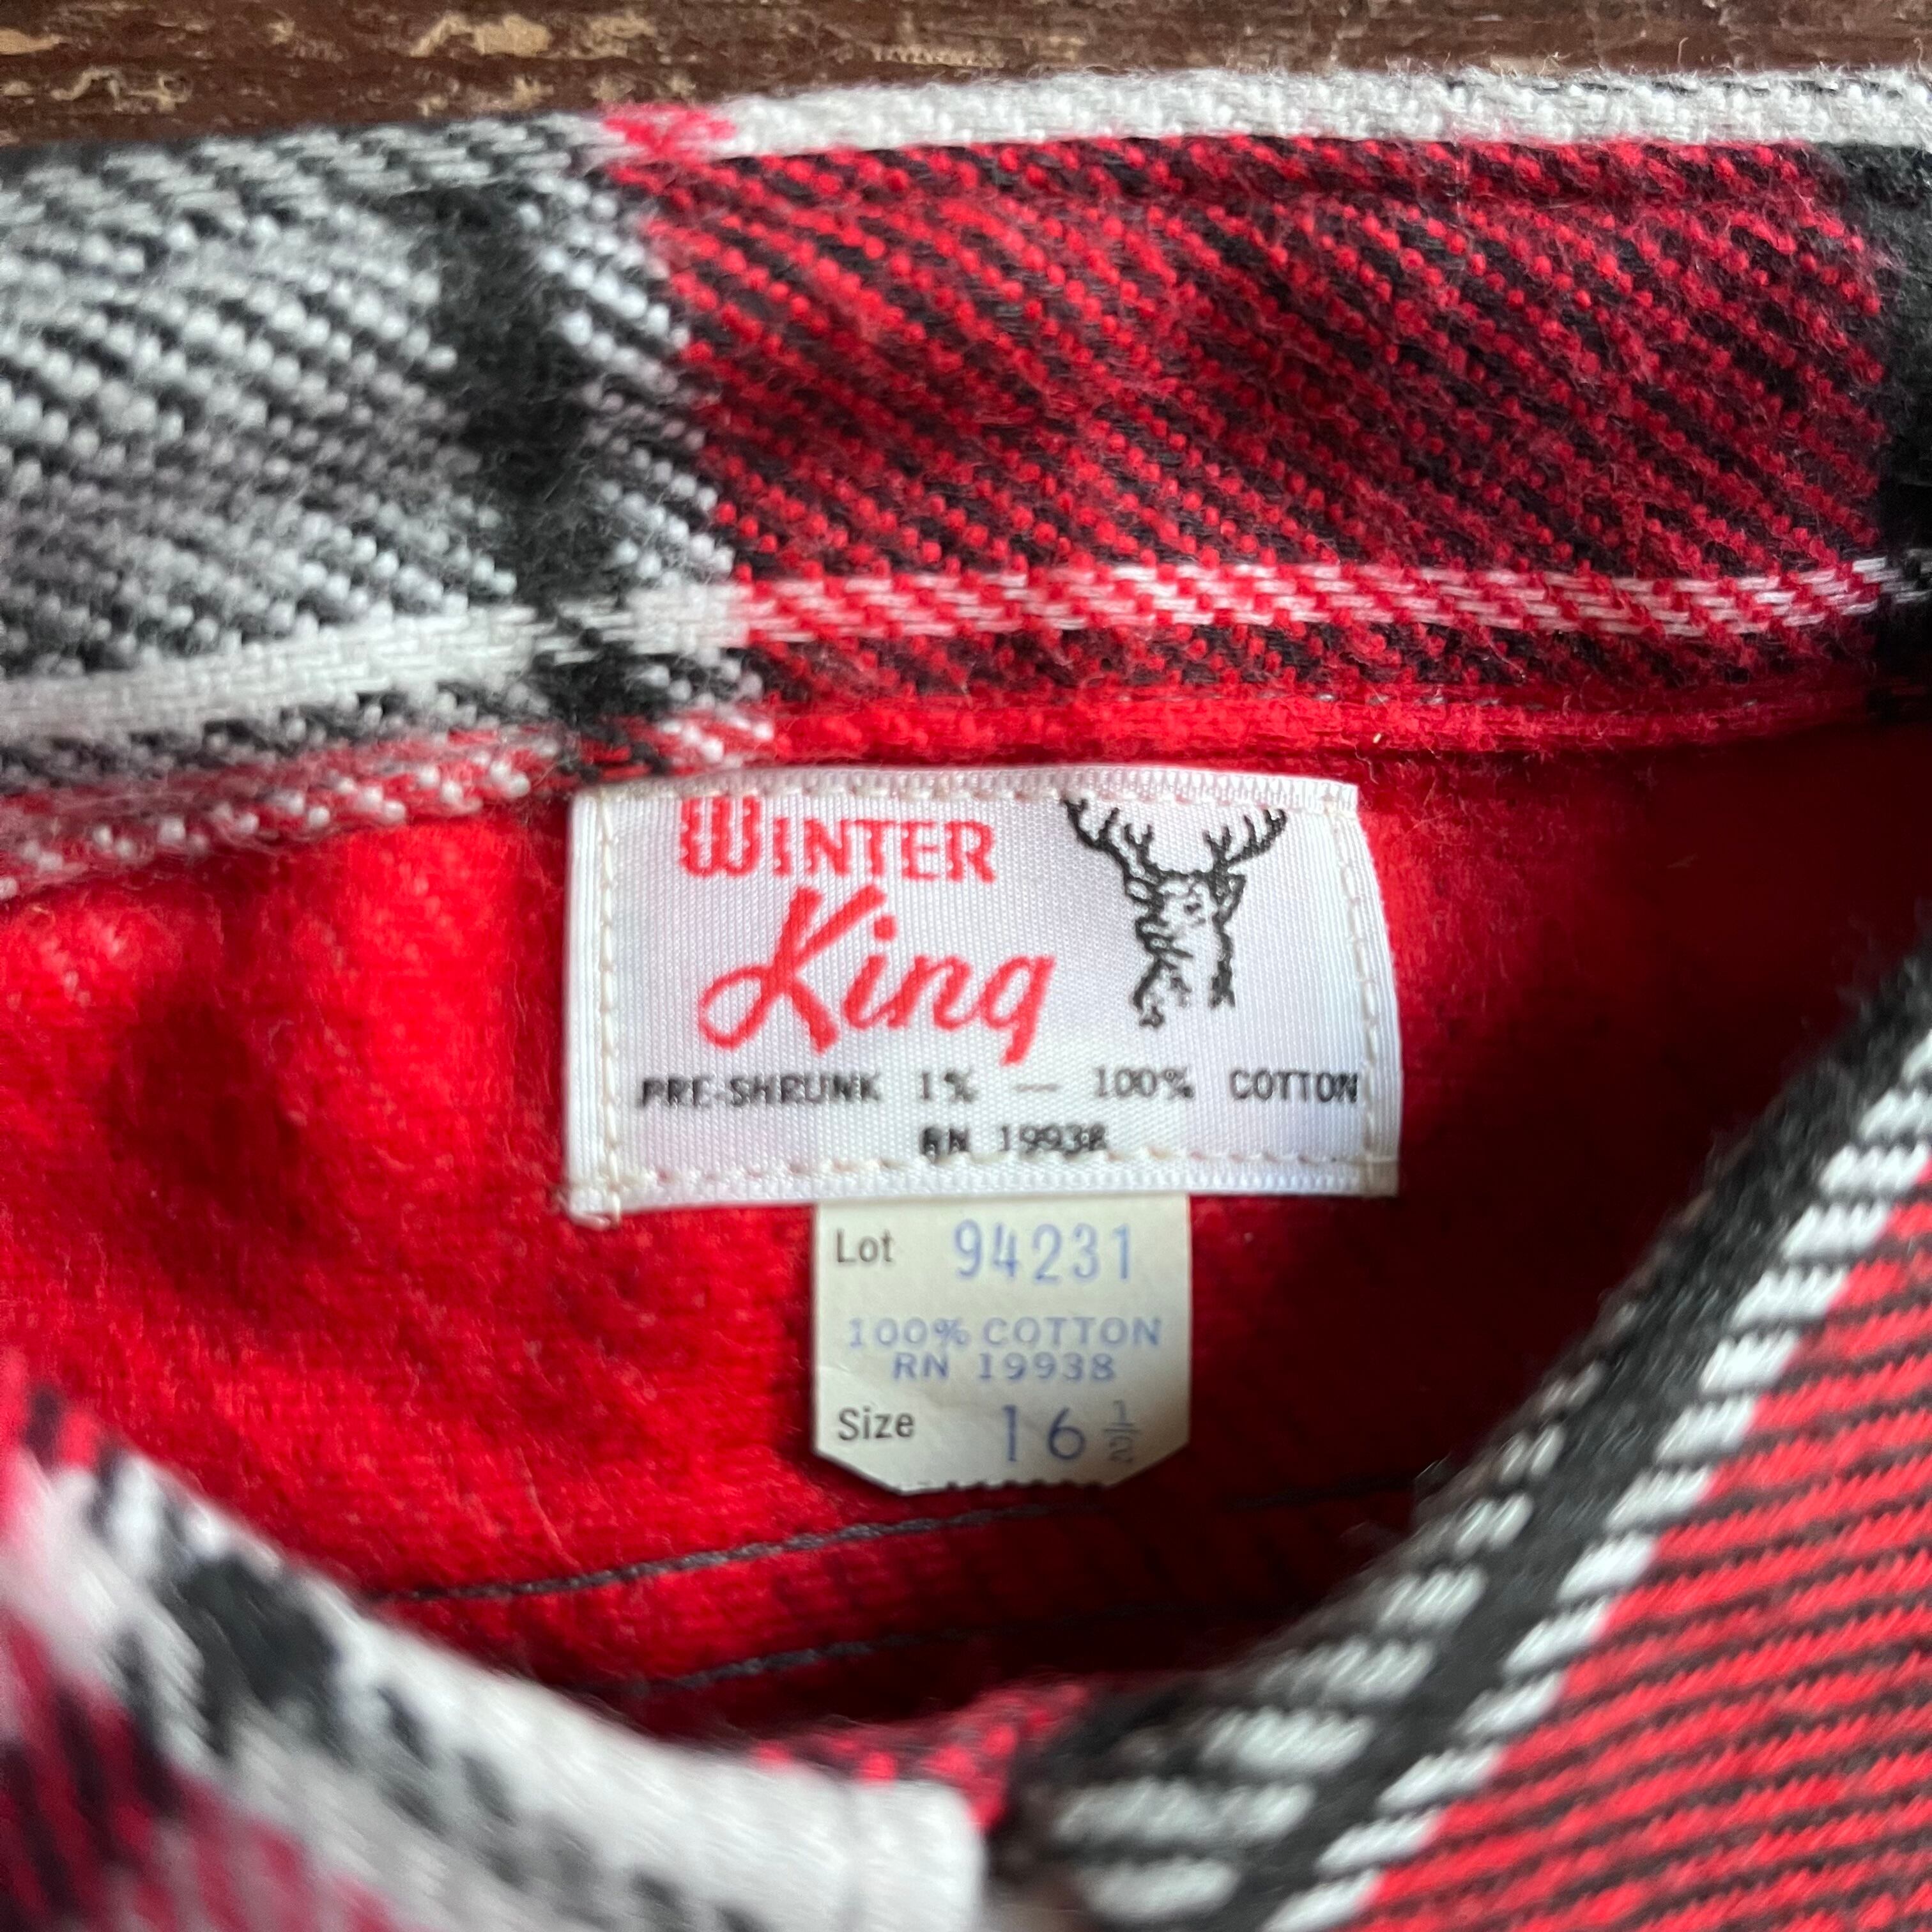 WINTER
King
PRE-SHRUNK 1% — 100% COTTON
RN 19938
Lot 94231
100% COTTON
RN 19938
Size 16 1/2